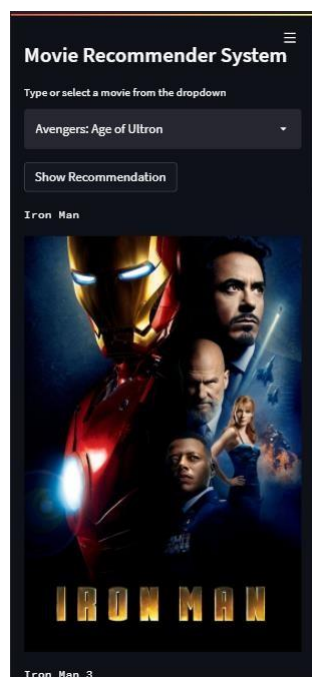 Movie Recommender System
Type or select a movie from the dropdown
Avengers: Age of Ultron
Show Recommendation
Iron Man
IRON MAN
Iron Man 3